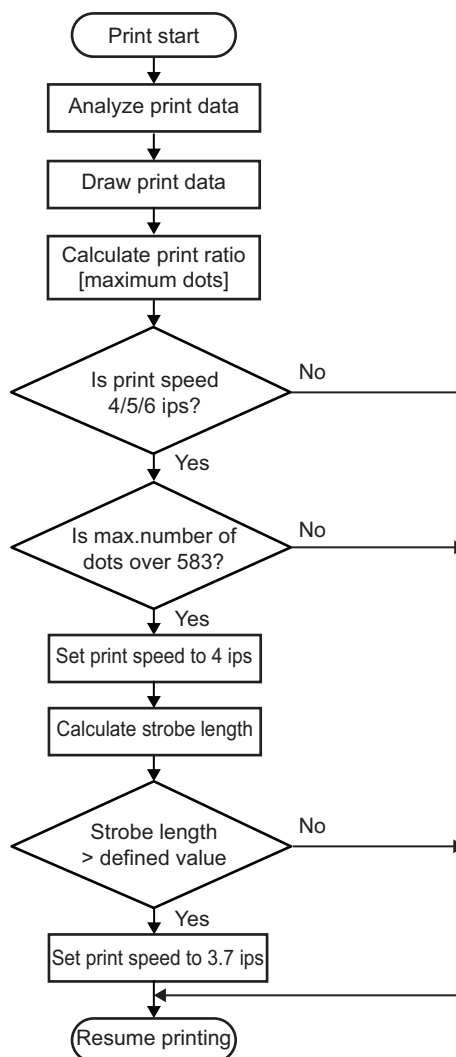 Print start
Analyze print data
Draw print data
Calculate print ratio
[maximum dots]
Is print speed
4/5/6 ips?
No
Yes
Is max.number of
dots over 583?
No
Yes
Set print speed to 4 ips
Calculate strobe length
Strobe length
> defined value
No
Yes
Set print speed to 3.7 ips
Resume printing